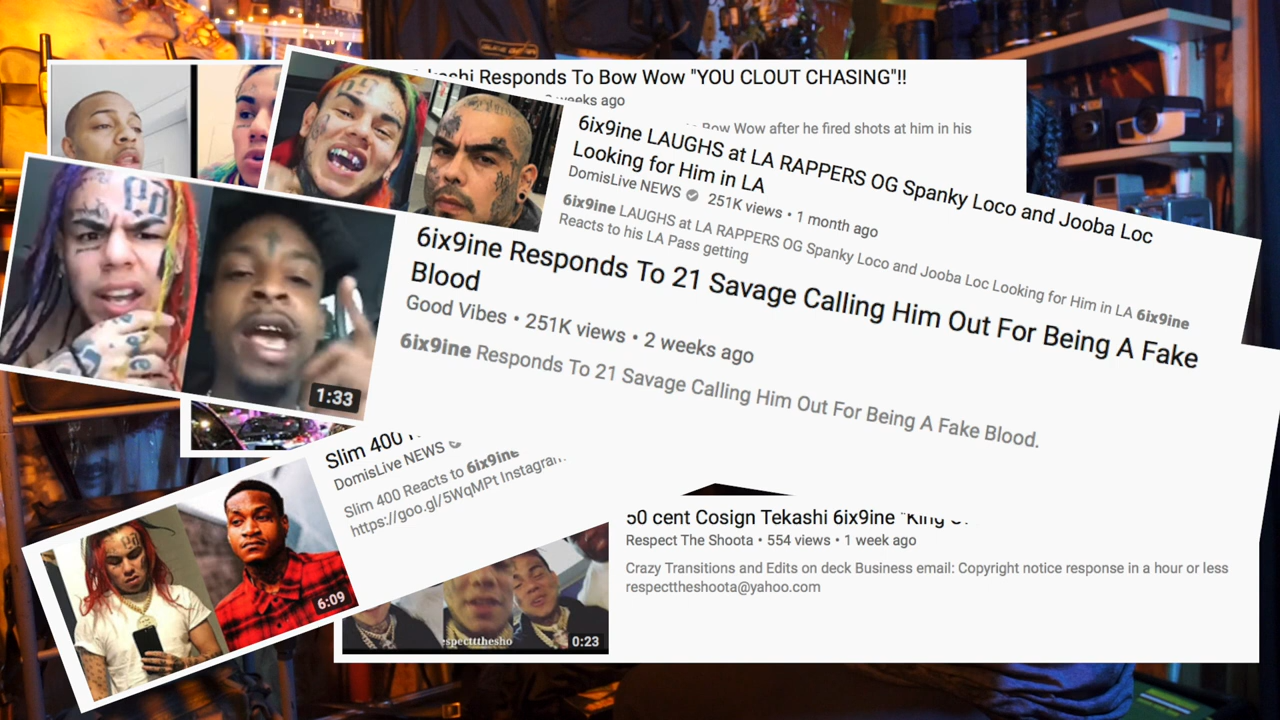 Responds To Bow Wow "YOU CLOUT CHASING"!!
weeks ago
Bow Wow after he fired shots at him in his
6ix9ine LAUGHS at LA RAPPERS OG Spanky Loco and Jooba Loc
Looking for Him in LA
DomisLive NEWS 251K views • 1 month ago
6ix9ine LAUGHS at LA RAPPERS OG Spanky Loco and Jooba Loc Looking for Him in LA 6ix9ine
Reacts to his LA Pass getting
6ix9ine Responds To 21 Savage Calling Him Out For Being A Fake
Blood
Good Vibes • 251K views • 2 weeks ago
6ix9ine Responds To 21 Savage Calling Him Out For Being A Fake Blood.
1:33
Slim 400
DomisLive NEWS
Slim 400 Reacts to 6ix9ine
https://goo.gl/5WqMPt Instagram
6:09
50 cent Cosign Tekashi 6ix9ine "King
Respect The Shoota • 554 views • 1 week ago
Crazy Transitions and Edits on deck Business email: Copyright notice response in a hour or less
respecttheshoota@yahoo.com
0:23